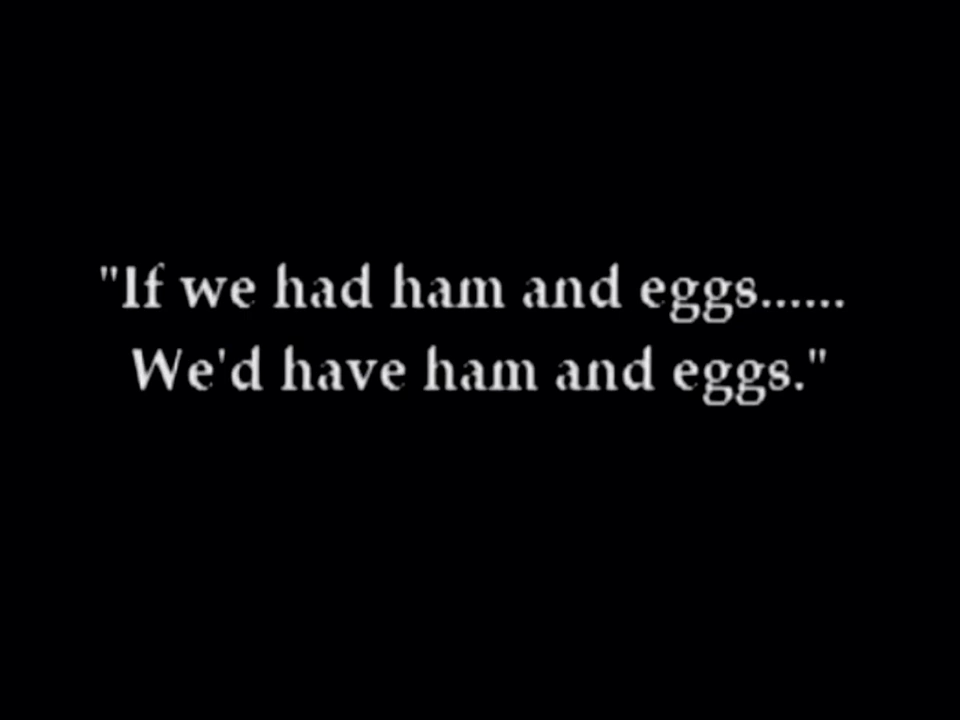 "If we had ham and eggs......
We'd have ham and eggs."